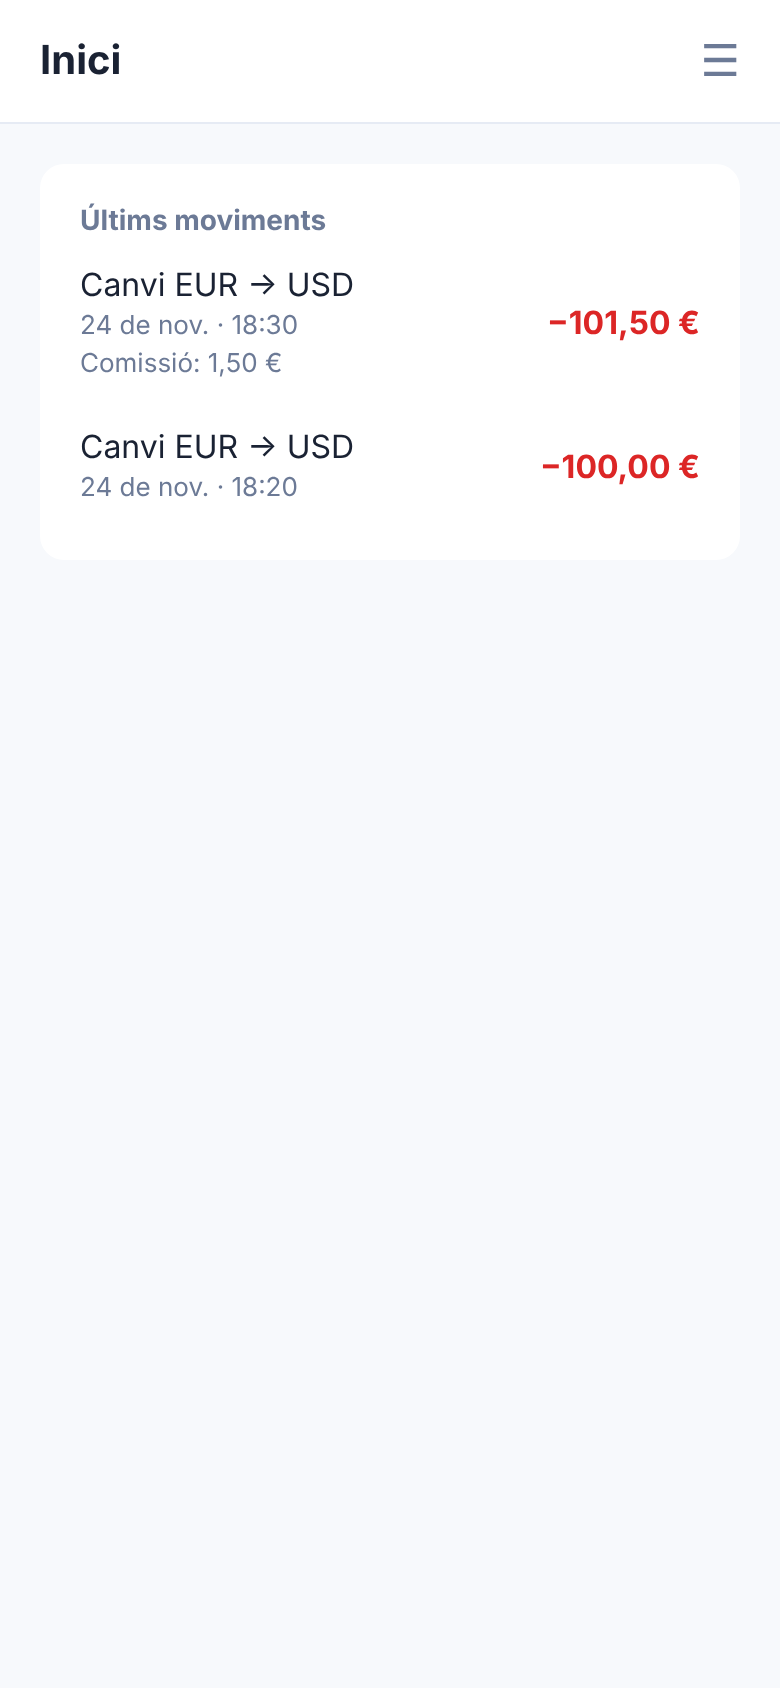 Inici
Últims moviments
Canvi EUR → USD
24 de nov. · 18:30
Comissió: 1,50 €
−101,50 €
Canvi EUR → USD
24 de nov. · 18:20
−100,00 €